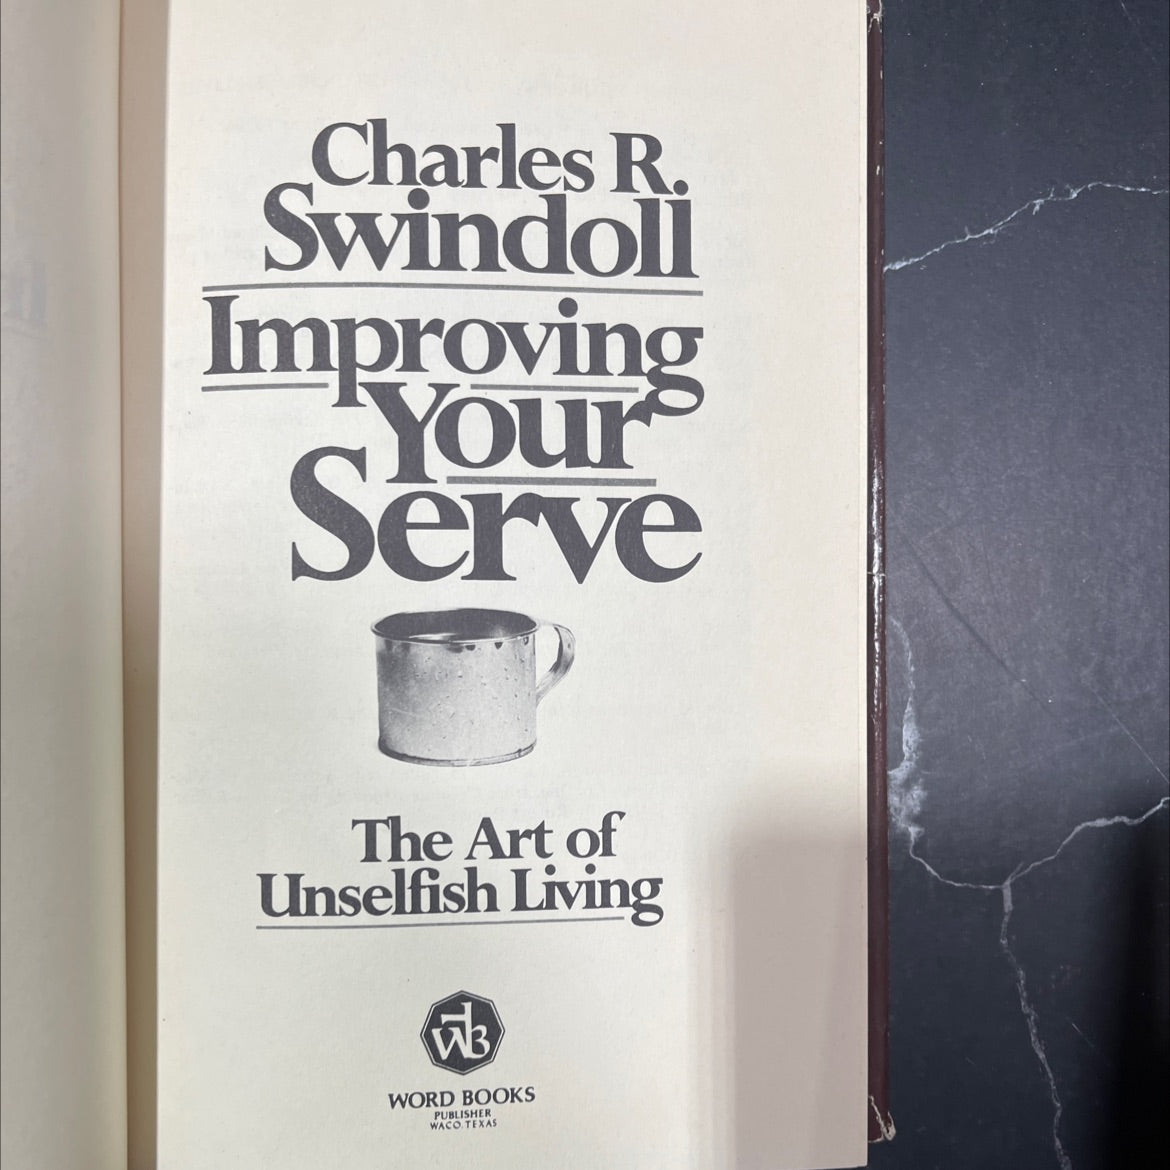 Charles R.
Swindoll
Improving
Your
Serve
The Art of
Unselfish Living
WB
WORD BOOKS
PUBLISHER
WACO, TEXAS